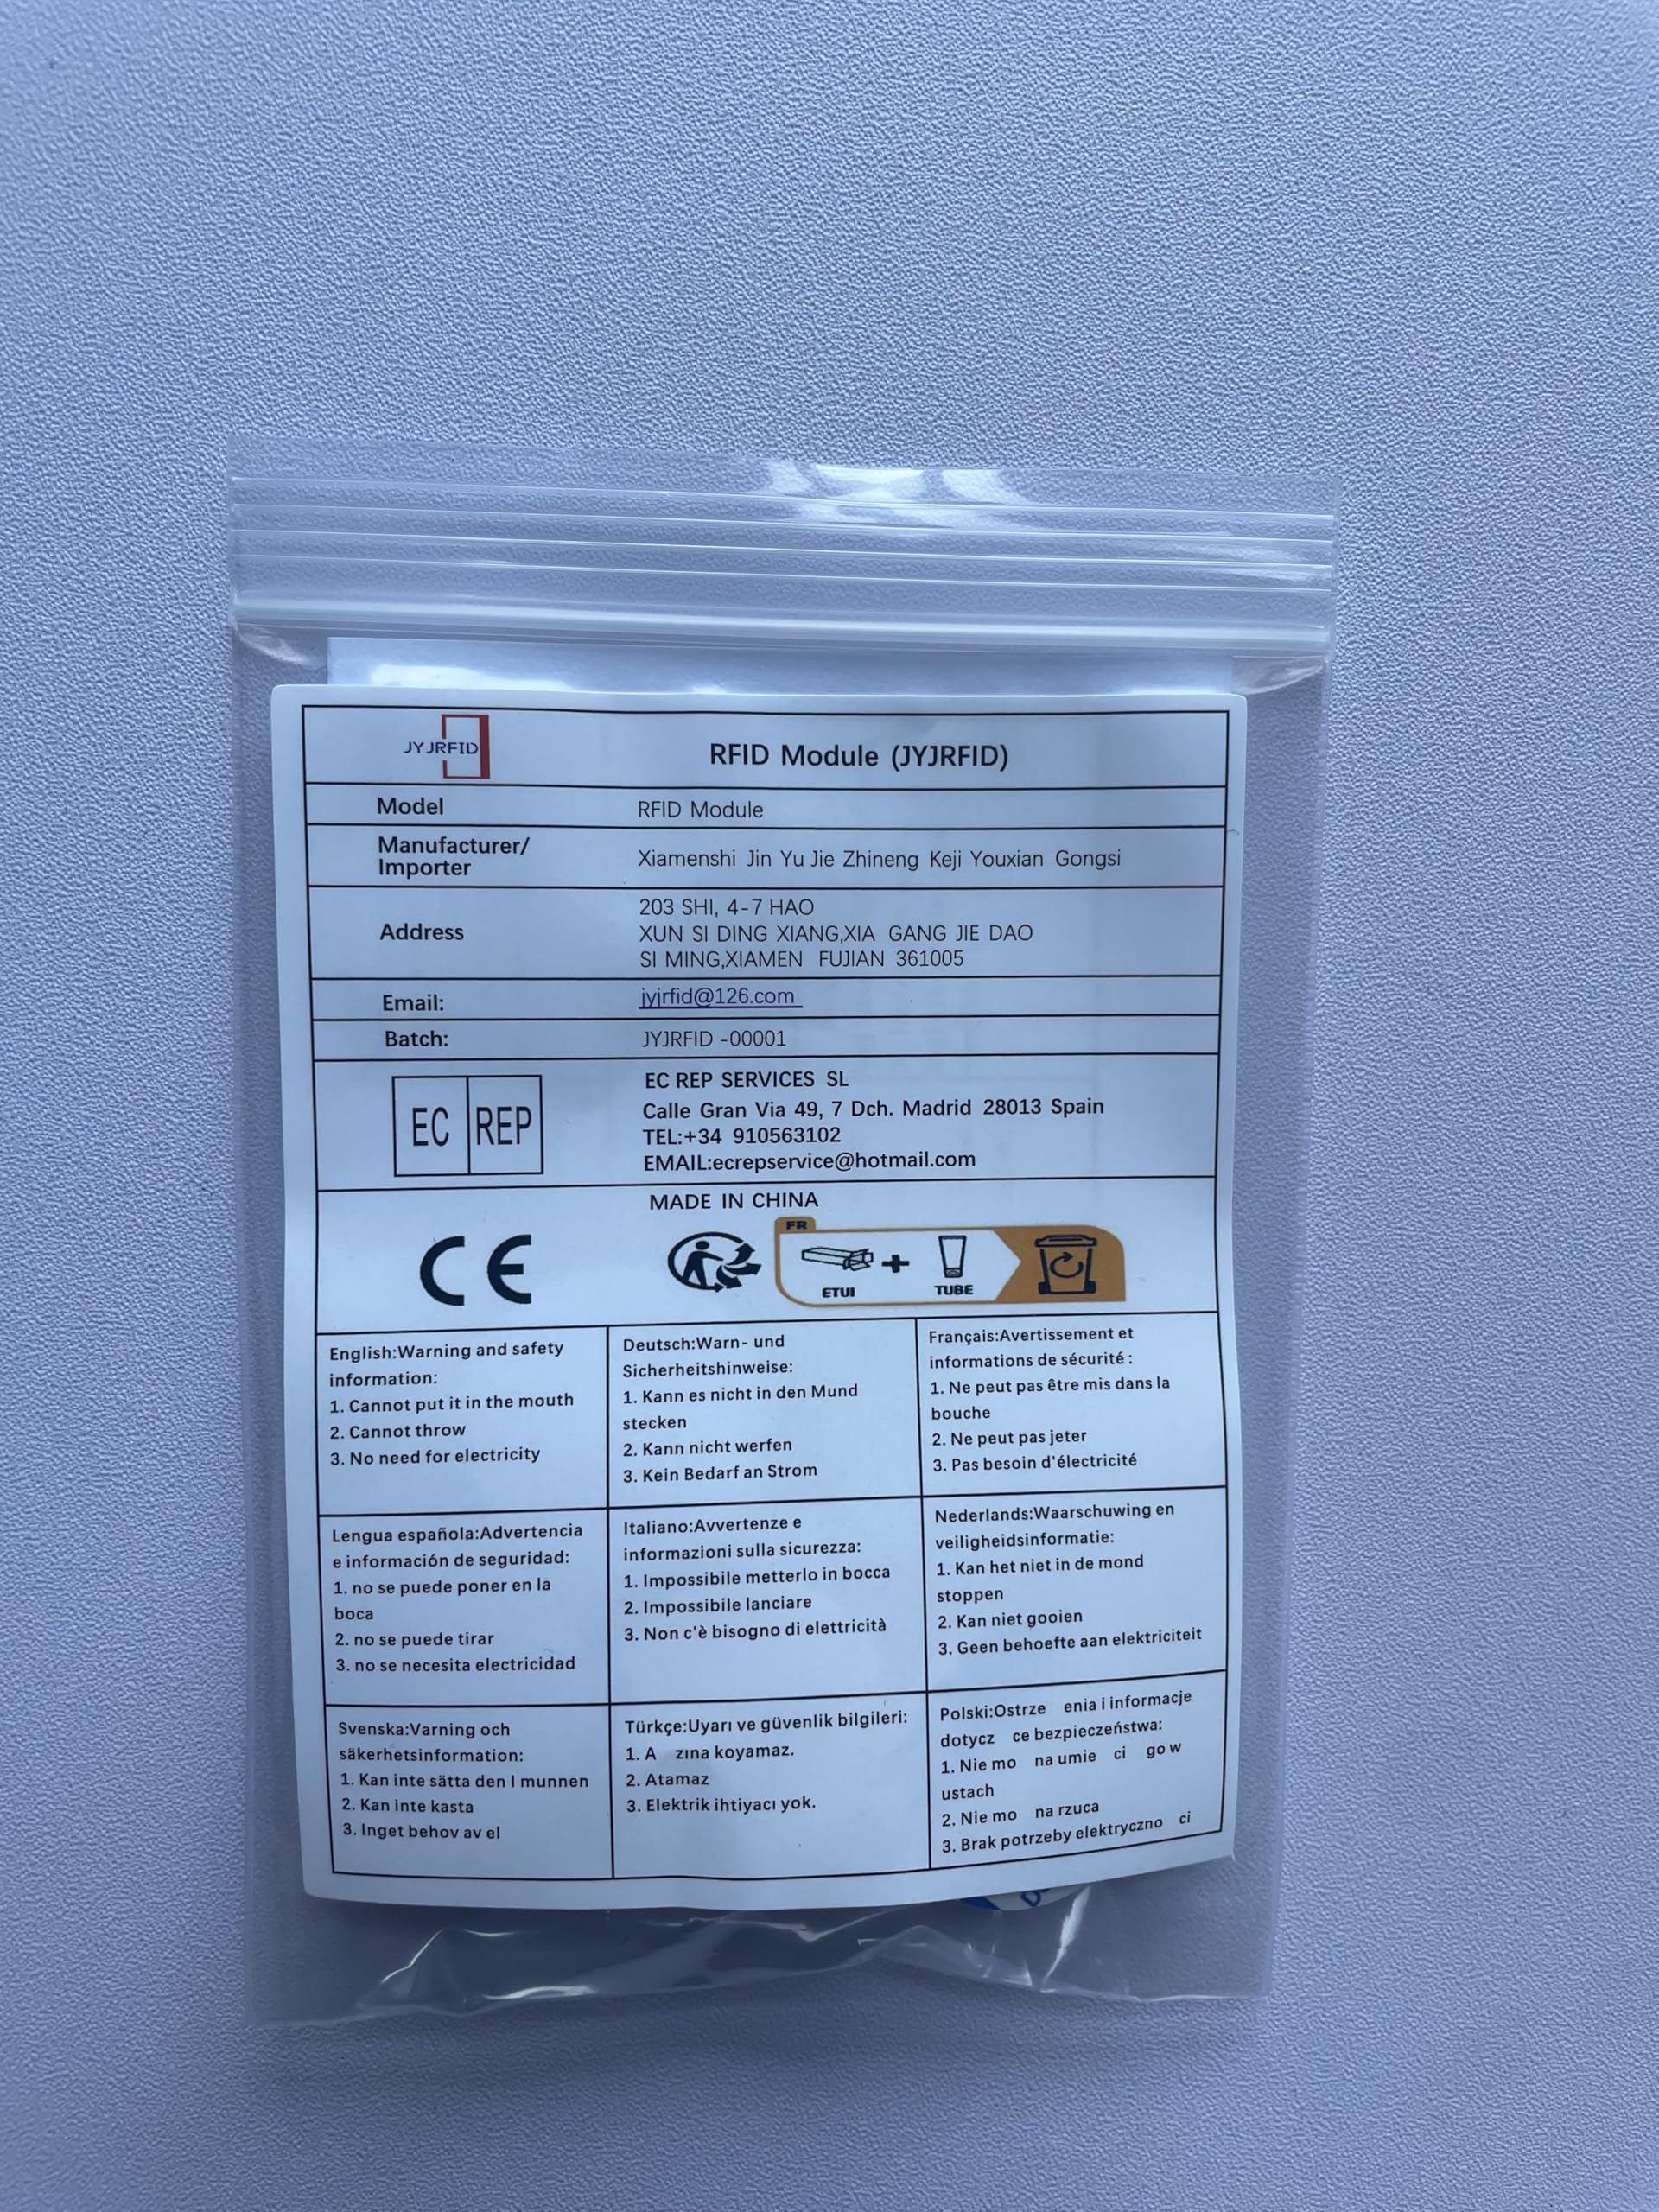 JYJRFID
RFID Module (JYJRFID)
Model
RFID Module
Manufacturer/
Importer
Xiamenshi Jin Yu Jie Zhineng Keji Youxian Gongsi
Address
203 SHI, 4-7 HAO
XUN SI DING XIANG,XIA GANG JIE DAO
SI MING,XIAMEN FUJIAN 361005
Email:
jyjrfid@126.com
Batch:
JYJRFID -00001
EC REP
EC REP SERVICES SL
Calle Gran Via 49, 7 Dch. Madrid 28013 Spain
TEL:+34 910563102
EMAIL:ecrepservice@hotmail.com
MADE IN CHINA
CE
FR
ETUI
+
TUBE
English:Warning and safety
information:
1. Cannot put it in the mouth
2. Cannot throw
3. No need for electricity
Deutsch:Warn- und
Sicherheitshinweise:
1. Kann es nicht in den Mund
stecken
2. Kann nicht werfen
3. Kein Bedarf an Strom
Français:Avertissement et
informations de sécurité :
1. Ne peut pas être mis dans la
bouche
2. Ne peut pas jeter
3. Pas besoin d'électricité
Lengua española:Advertencia
e información de seguridad:
1. no se puede poner en la
boca
2. no se puede tirar
3. no se necesita electricidad
Italiano:Avvertenze e
informazioni sulla sicurezza:
1. Impossibile metterlo in bocca
2. Impossibile lanciare
3. Non c'è bisogno di elettricità
Nederlands:Waarschuwing en
veiligheidsinformatie:
1. Kan het niet in de mond
stoppen
2. Kan niet gooien
3. Geen behoefte aan elektriciteit
Svenska:Varning och
säkerhetsinformation:
1. Kan inte sätta den I munnen
2. Kan inte kasta
3. Inget behov av el
Türkçe:Uyarı ve güvenlik bilgileri:
1. A zına koyamaz.
2. Atamaz
3. Elektrik ihtiyacı yok.
Polski:Ostrze enia i informacje
dotycz ce bezpieczeństwa:
1. Nie mo na umie ci go w
ustach
2. Nie mo na rzuca
3. Brak potrzeby elektryczno ci